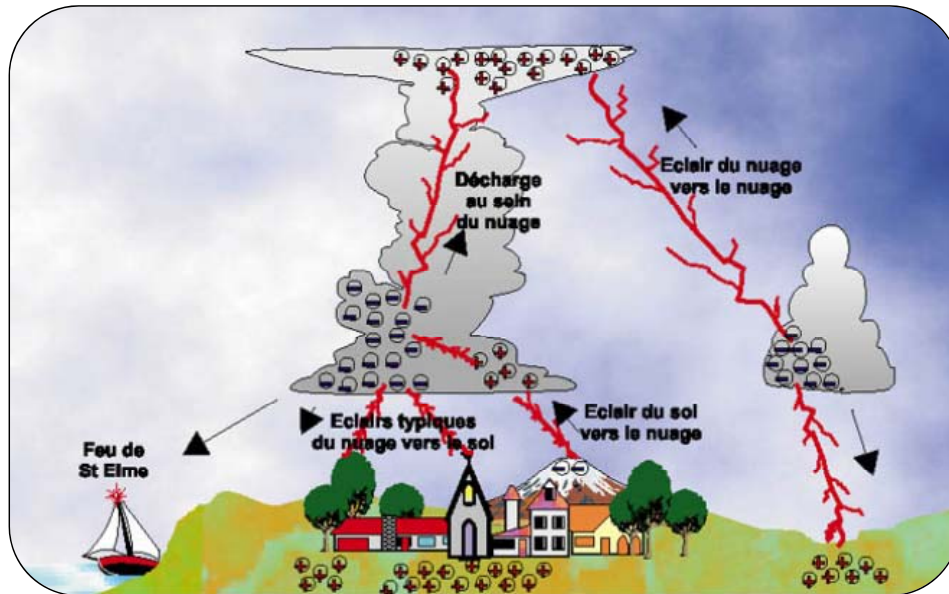 Eclair du nuage
vers le nuage
Décharge
au sein
du nuage
Eclairs typiques
du nuage vers le sol
Eclair du sol
vers le nuage
Feu de
St Elme